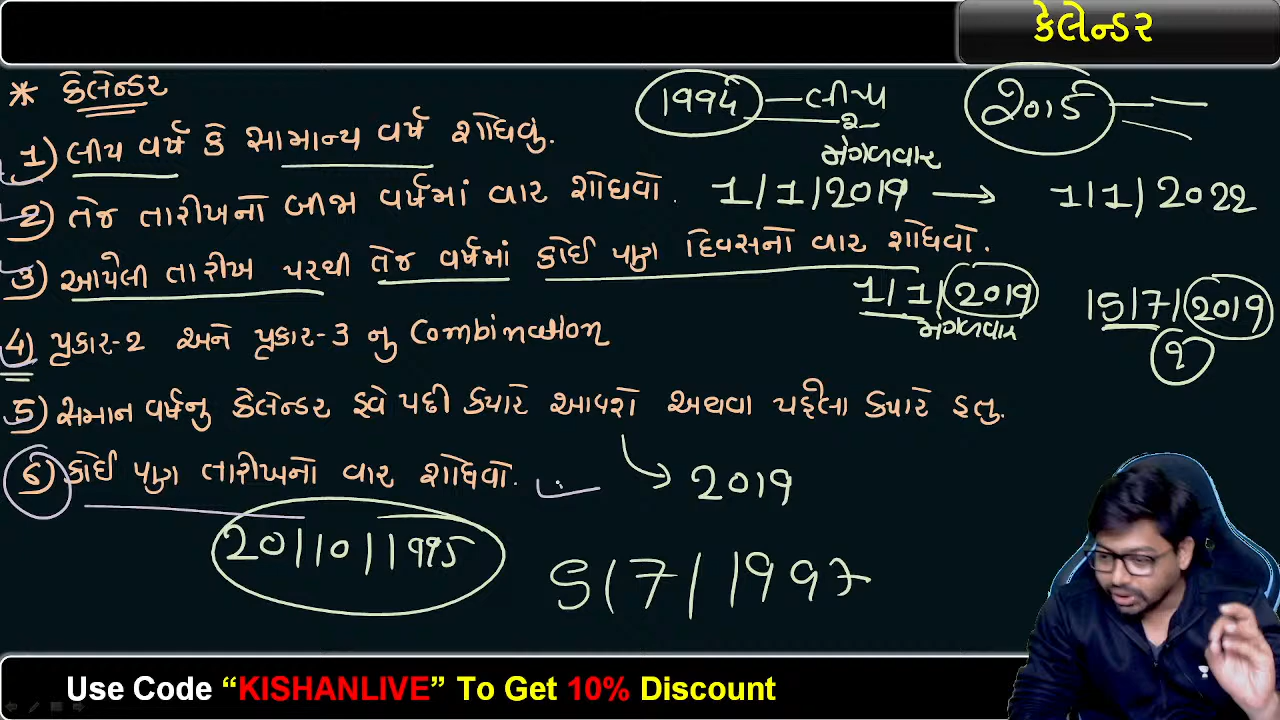 કેલેન્ડર
* કેલેન્ડર
1994 — લીપ
2015
1) લીપ વર્ષ કે સામાન્ય વર્ષ શોધવું.
મંગળવાર
2) તેજ તારીખનો બીજા વર્ષમાં વાર શોધવો. 1/1/2019 → 1/1/2022
3) આપેલી તારીખ પરથી તેજ વર્ષમાં કોઈ પણ દિવસનો વાર શોધવો.
1/1/2019 15/7/2019
મંગળવાર
?
4) પ્રકાર-2 અને પ્રકાર-3 નુ Combination
5) સમાન વર્ષનુ કેલેન્ડર હવે પછી ક્યારે આવશે અથવા પહેલા ક્યારે હતુ.
6) કોઈ પણ તારીખનો વાર શોધવો.
2019
20/10/1995
5/7/1997
Use Code “KISHANLIVE” To Get 10% Discount